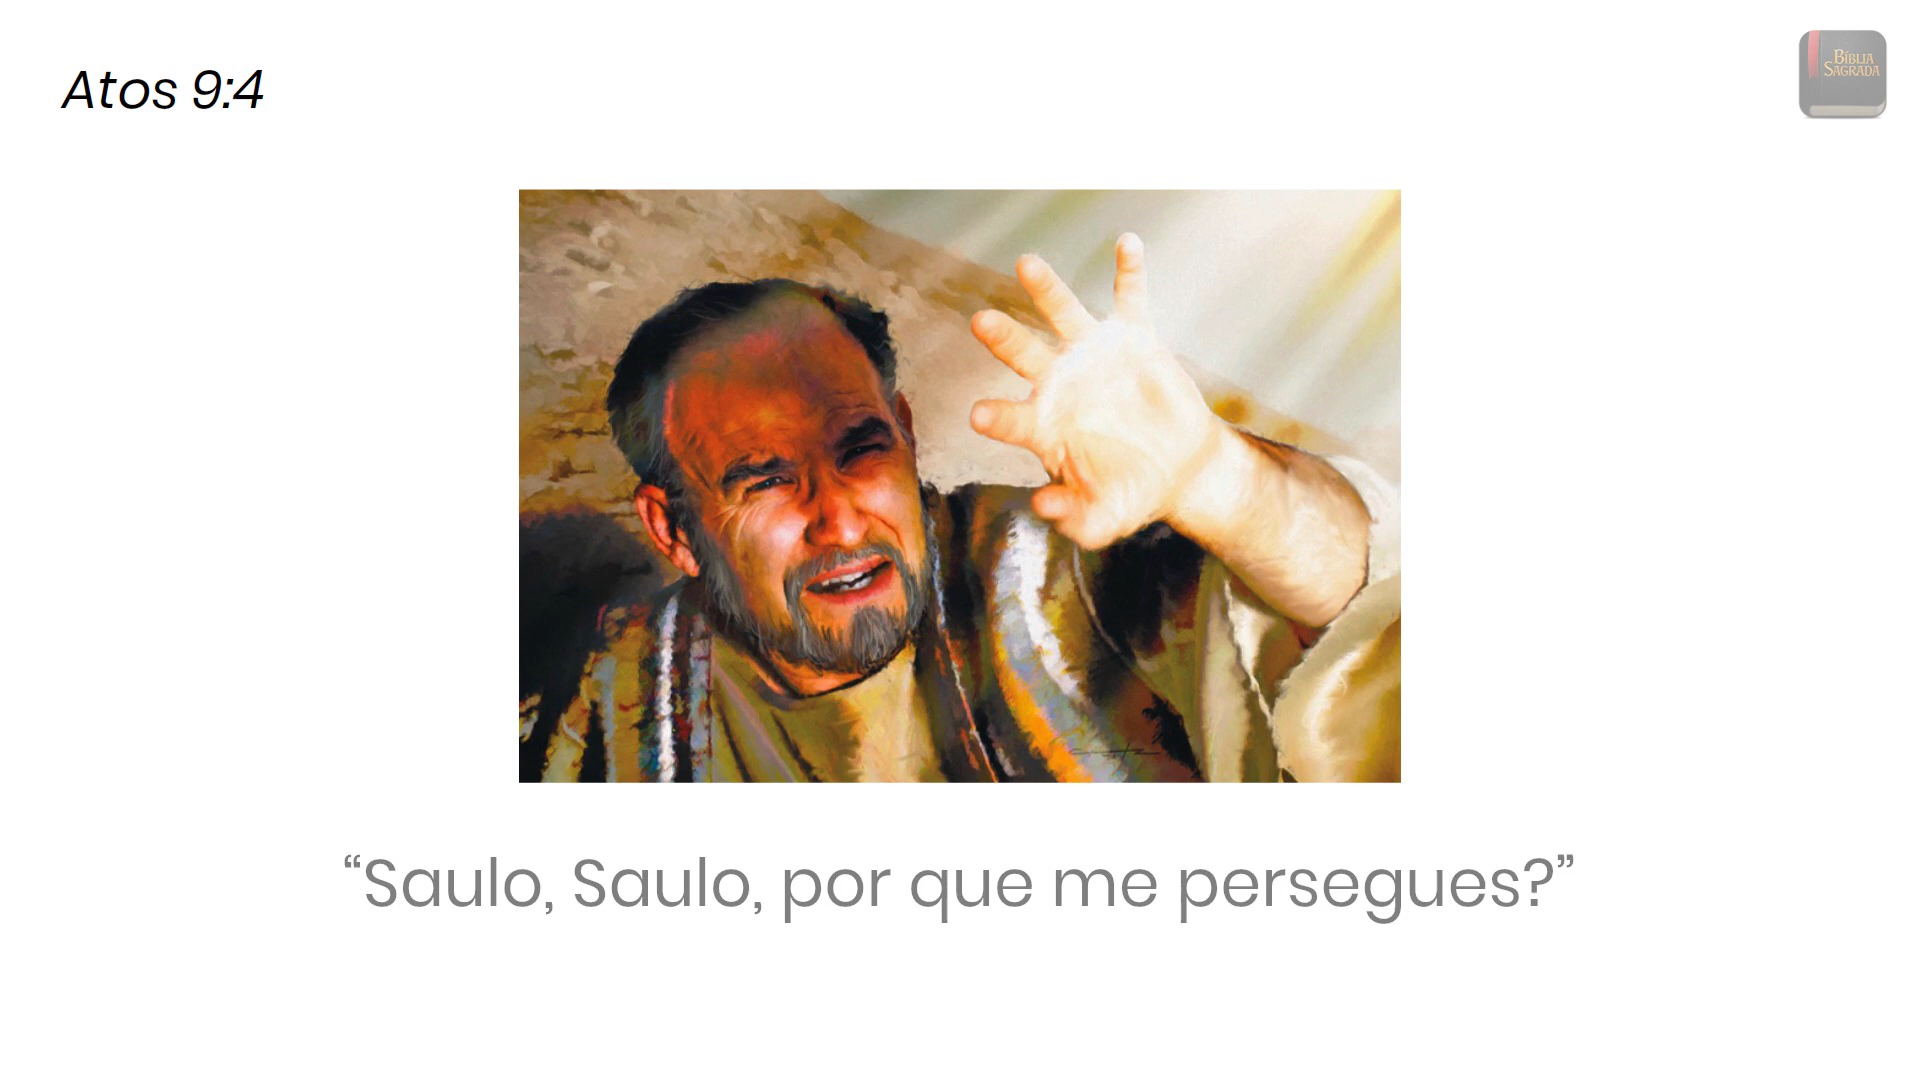 Atos 9:4
BÍBLIA
SAGRADA
“Saulo, Saulo, por que me persegues?”